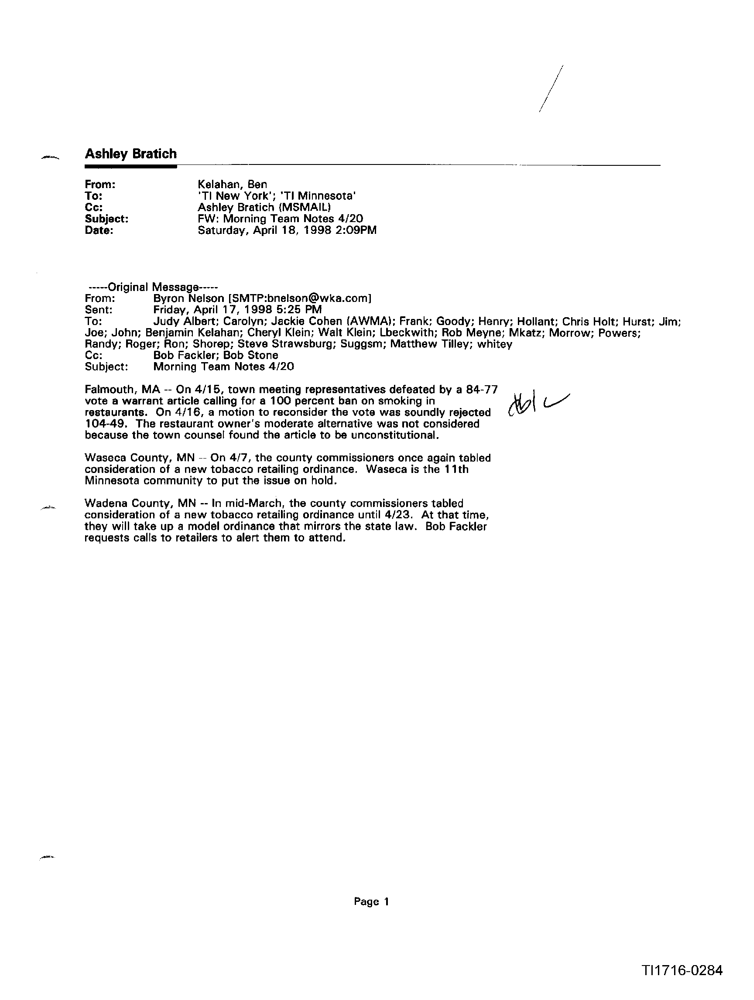 Ashley Bratich
From: Kelahan, Ben
To: 'TI New York'; 'TI Minnesota'
Cc: Ashley Bratich (MSMAIL)
Subject: FW: Morning Team Notes 4/20
Date: Saturday, April 18, 1998 2:09PM
-----Original Message-----
From: Byron Nelson [SMTP:bnelson@wka.com]
Sent: Friday, April 17, 1998 5:25 PM
To: Judy Albert; Carolyn; Jackie Cohen (AWMA); Frank; Goody; Henry; Hollant; Chris Holt; Hurst; Jim;
Joe; John; Benjamin Kelahan; Cheryl Klein; Walt Klein; Lbeckwith; Rob Meyne; Mkatz; Morrow; Powers;
Randy; Roger; Ron; Shorep; Steve Strawsburg; Suggsm; Matthew Tilley; whitey
Cc: Bob Fackler; Bob Stone
Subject: Morning Team Notes 4/20
Falmouth, MA -- On 4/15, town meeting representatives defeated by a 84-77
vote a warrant article calling for a 100 percent ban on smoking in
restaurants. On 4/16, a motion to reconsider the vote was soundly rejected
104-49. The restaurant owner's moderate alternative was not considered
because the town counsel found the article to be unconstitutional.
Waseca County, MN -- On 4/7, the county commissioners once again tabled
consideration of a new tobacco retailing ordinance. Waseca is the 11th
Minnesota community to put the issue on hold.
Wadena County, MN -- In mid-March, the county commissioners tabled
consideration of a new tobacco retailing ordinance until 4/23. At that time,
they will take up a model ordinance that mirrors the state law. Bob Fackler
requests calls to retailers to alert them to attend.
Page 1
TI1716-0284